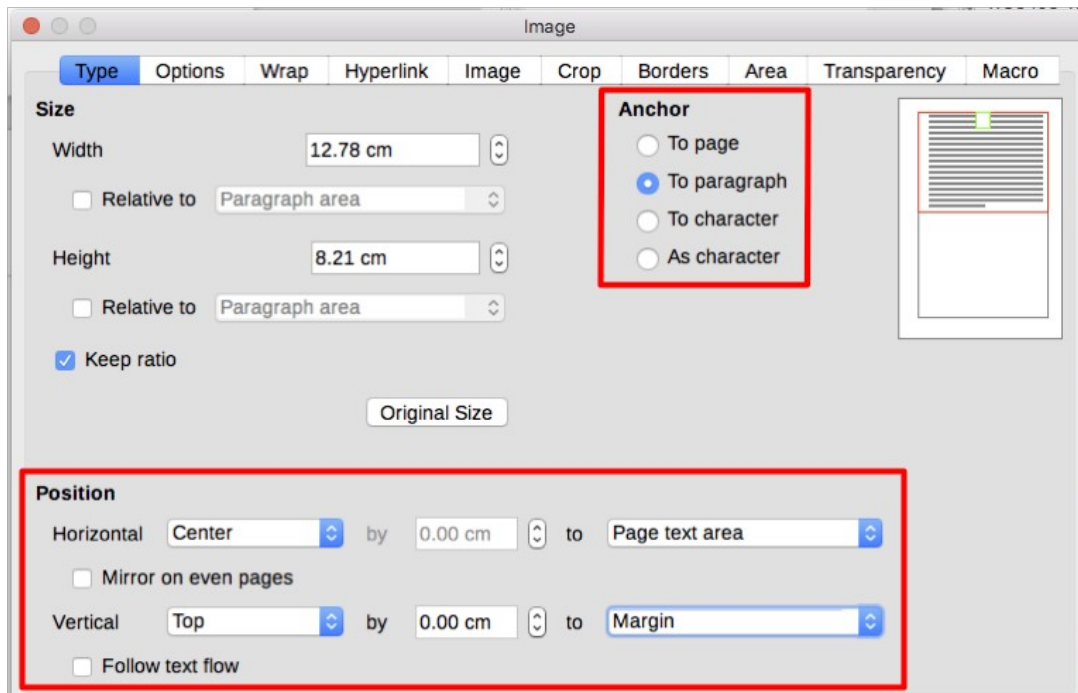 Image
Type Options Wrap Hyperlink Image Crop Borders Area Transparency Macro
Size
Width 12.78 cm
Relative to Paragraph area
Height 8.21 cm
Relative to Paragraph area
Keep ratio
Original Size
Anchor
To page
To paragraph
To character
As character
Position
Horizontal Center by 0.00 cm to Page text area
Mirror on even pages
Vertical Top by 0.00 cm to Margin
Follow text flow